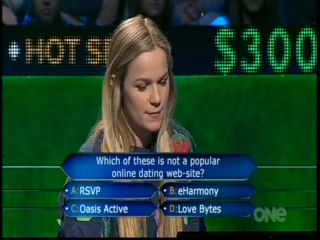 HOT SE
$300
Which of these is not a popular
online dating web-site?
A: RSVP
B: eHarmony
C: Oasis Active
D: Love Bytes
ONE